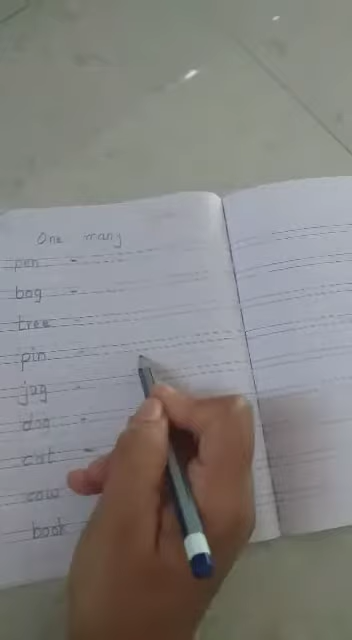 One many
pen -
bag -
tree -
pin -
jug -
dog -
cat -
cow
book